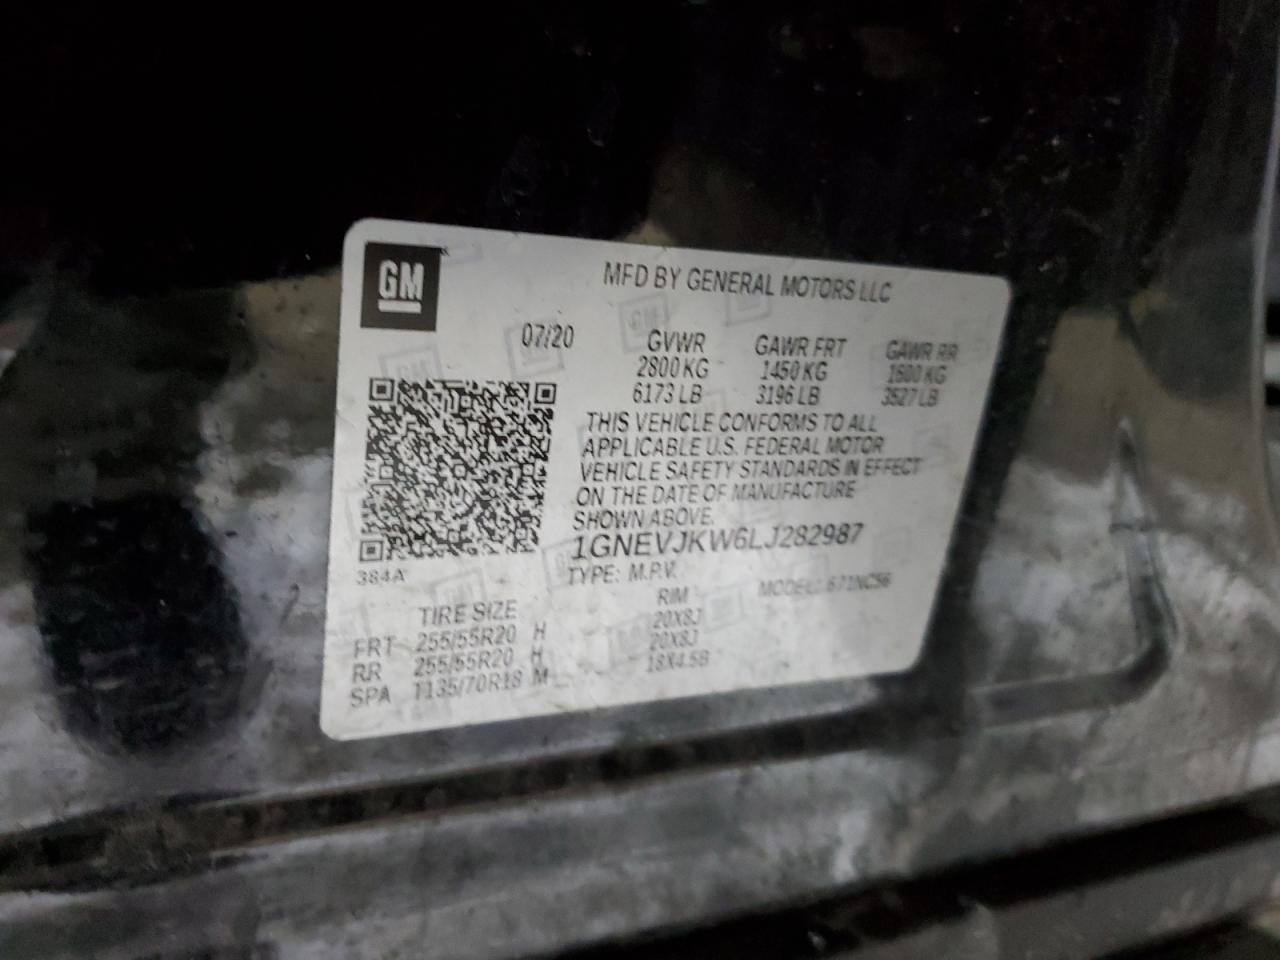 GM
MFD BY GENERAL MOTORS LLC
07/20
GVWR GAWR FRT GAWR RR
2800 KG 1450 KG 1600 KG
6173 LB 3196 LB 3527 LB
THIS VEHICLE CONFORMS TO ALL
APPLICABLE U.S. FEDERAL MOTOR
VEHICLE SAFETY STANDARDS IN EFFECT
ON THE DATE OF MANUFACTURE
SHOWN ABOVE.
1GNEVJKW6LJ282987
384A
TYPE: M.P.V. MODEL: 671NC56
TIRE SIZE RIM
FRT 255/55R20 H 20X8J
RR 255/55R20 H 20X8J
SPA T135/70R18 M 18X4.5B